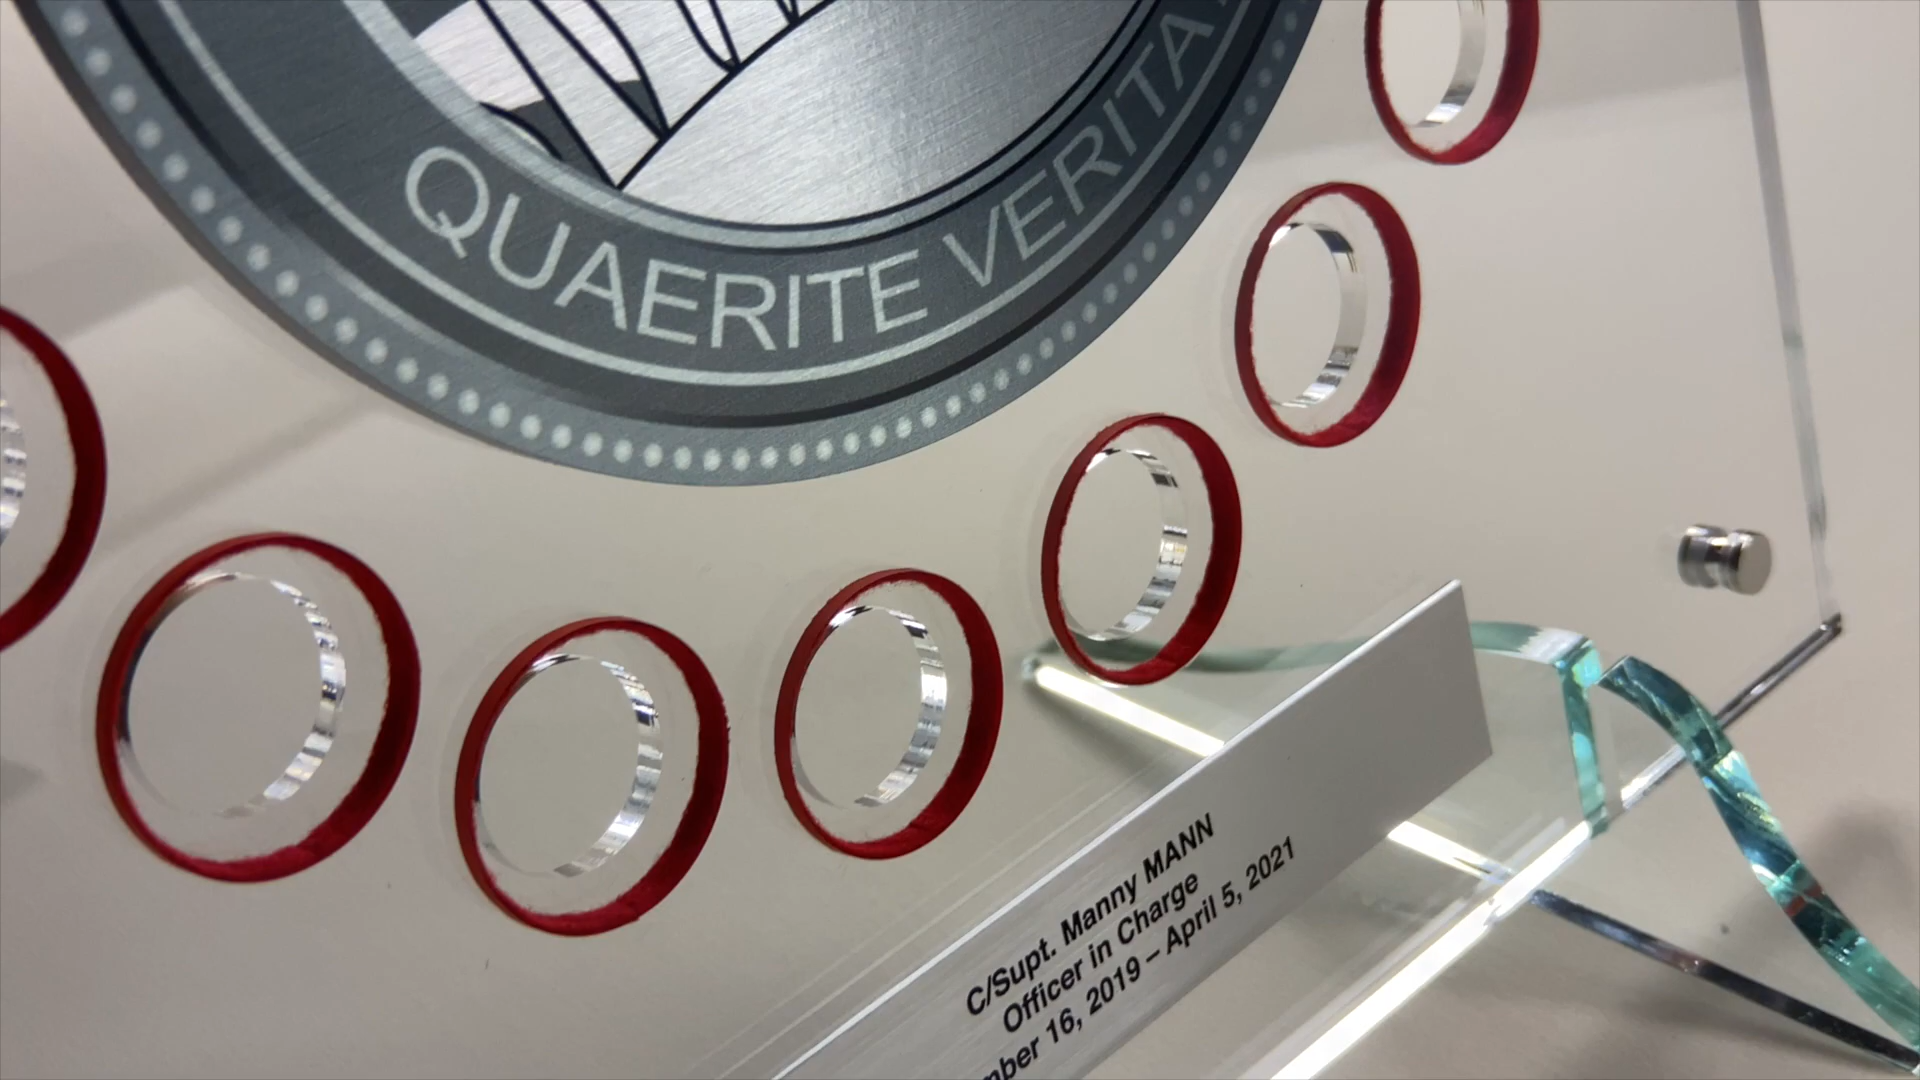 QUAERITE VERITA
C/Supt. Manny MANN
Officer in Charge
mber 16, 2019 – April 5, 2021